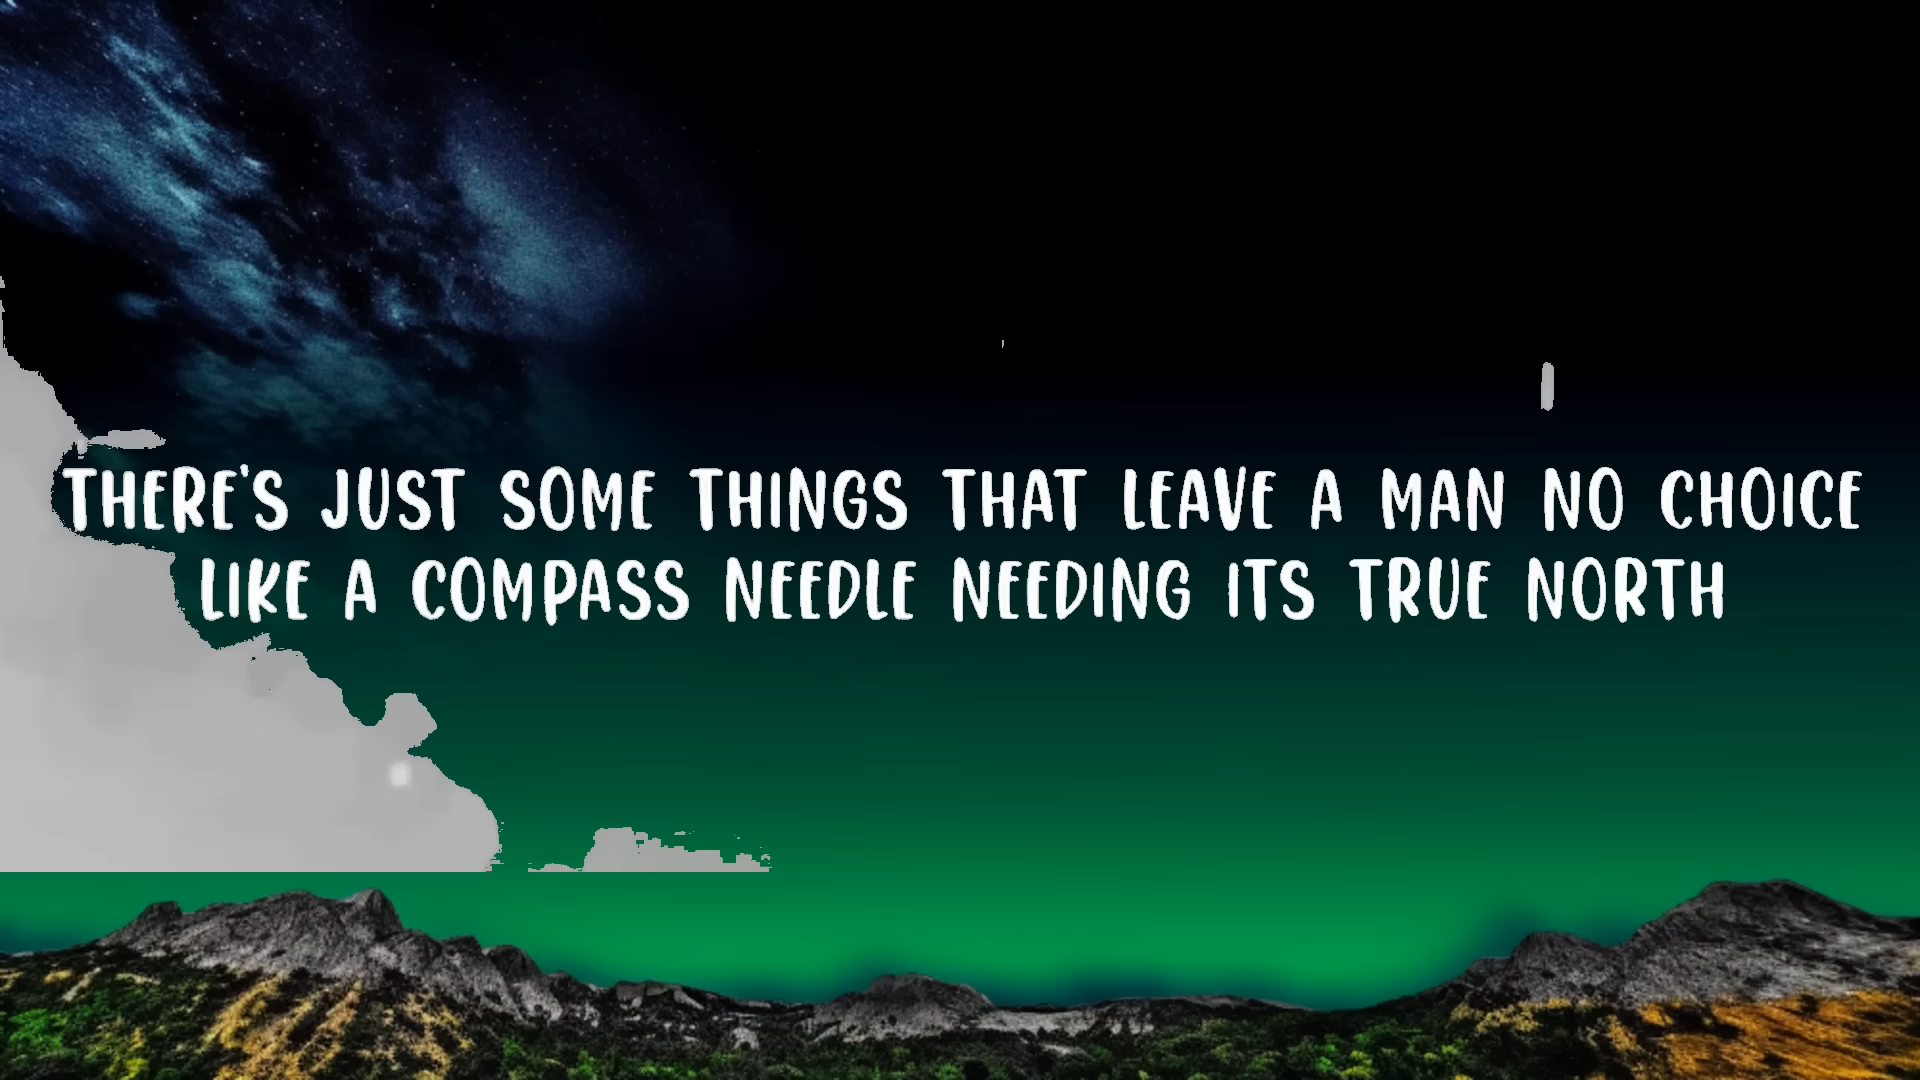 THERE'S JUST SOME THINGS THAT LEAVE A MAN NO CHOICE
LIKE A COMPASS NEEDLE NEEDING ITS TRUE NORTH